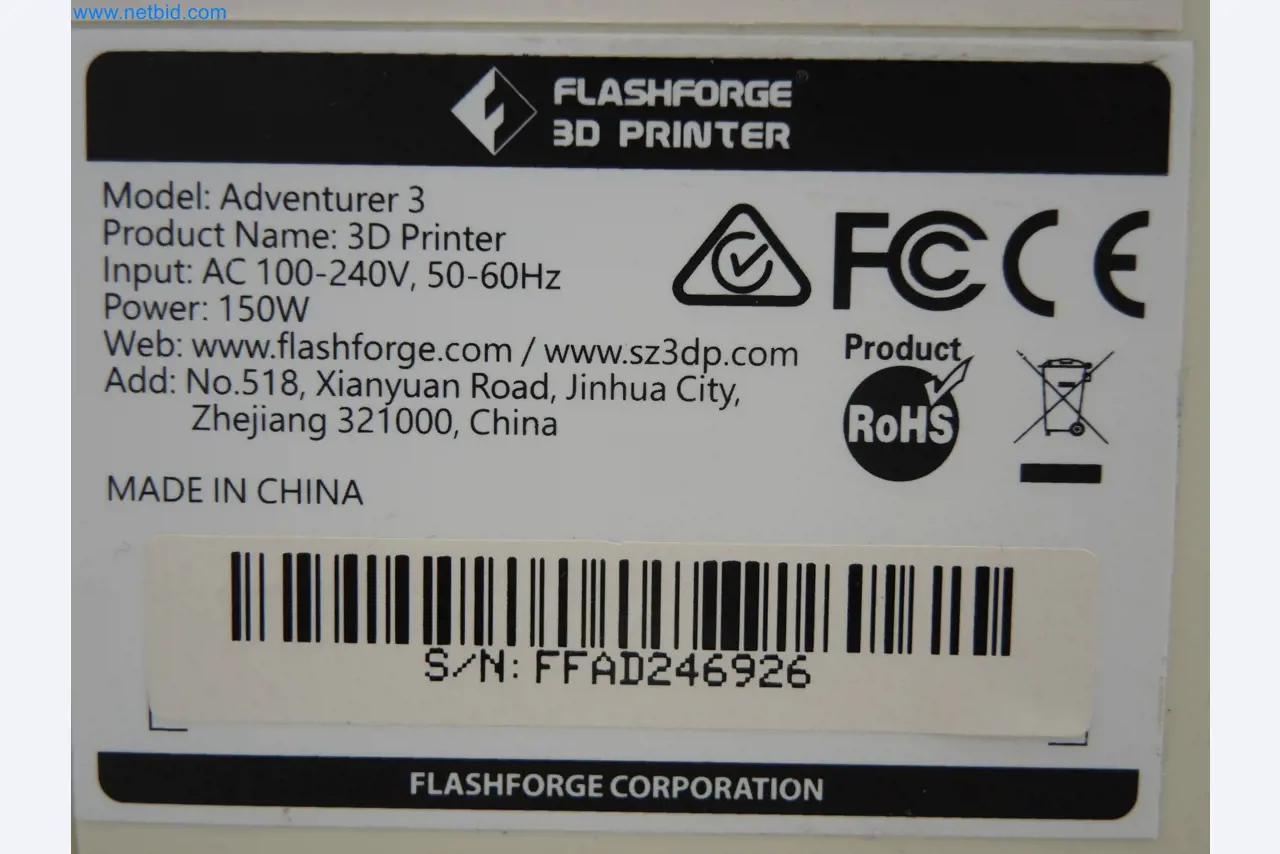 www.netbid.com
FLASHFORGE®
3D PRINTER
Model: Adventurer 3
Product Name: 3D Printer
Input: AC 100-240V, 50-60Hz
Power: 150W
Web: www.flashforge.com / www.sz3dp.com
Add: No.518, Xianyuan Road, Jinhua City,
Zhejiang 321000, China
MADE IN CHINA
FC CE
Product
RoHS
S/N: FFAD246926
FLASHFORGE CORPORATION